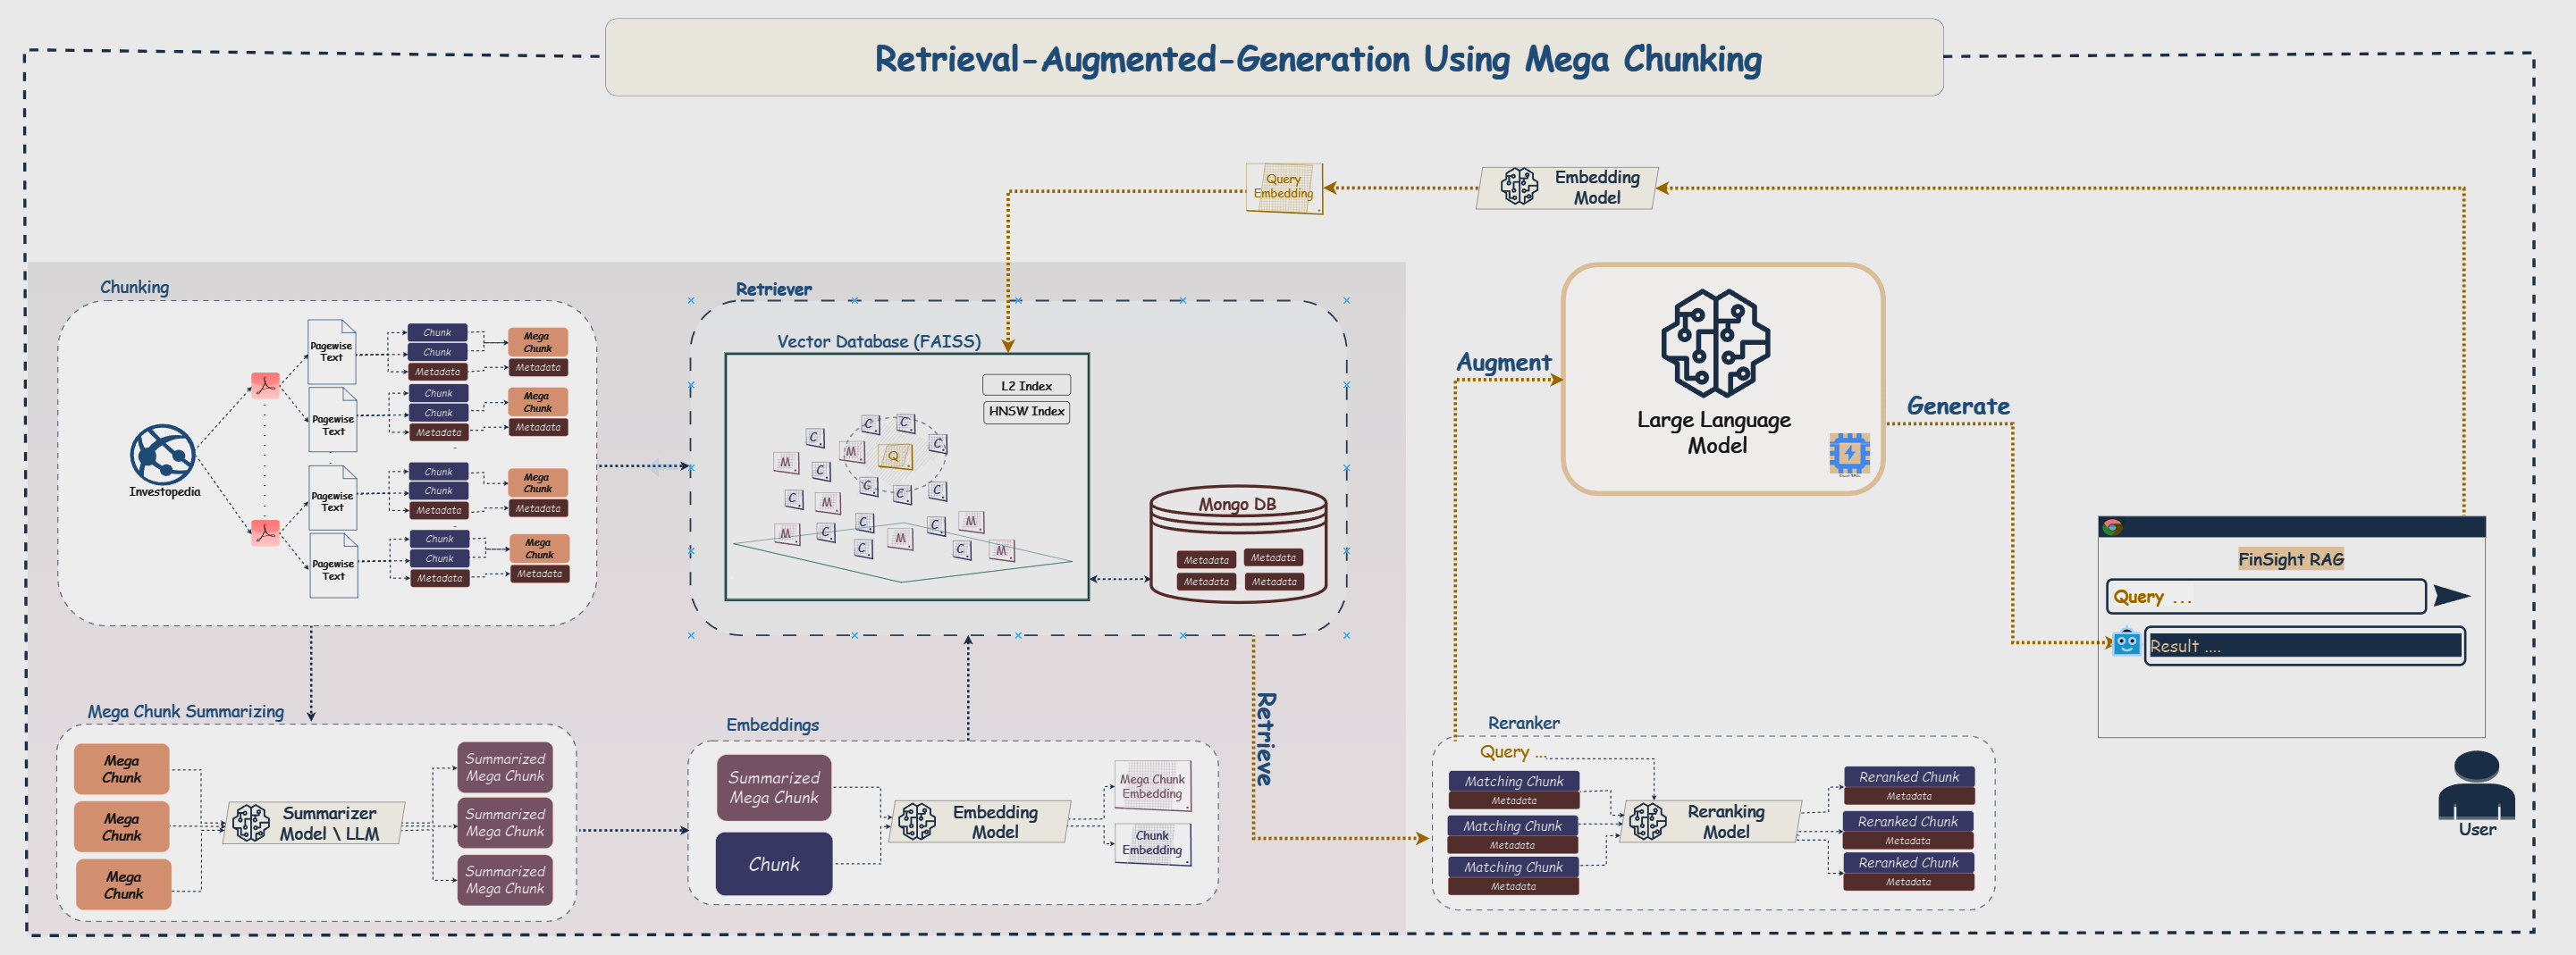 Retrieval-Augmented-Generation Using Mega Chunking
Query
Embedding
Embedding
Model
Chunking
Investopedia
Pagewise
Text
Pagewise
Text
Pagewise
Text
Pagewise
Text
Chunk
Chunk
Metadata
Mega
Chunk
Metadata
Chunk
Chunk
Metadata
Mega
Chunk
Metadata
Chunk
Chunk
Metadata
Mega
Chunk
Metadata
Chunk
Chunk
Metadata
Mega
Chunk
Metadata
Retriever
Vector Database (FAISS)
L2 Index
HNSW Index
C
C
C
C
M
Q
M
C
C
C
C
C
M
M
C
C
C
M
C
M
C
M
Mongo DB
Metadata
Metadata
Metadata
Metadata
Augment
Large Language
Model
Generate
FinSight RAG
Query ...
Result ....
User
Mega Chunk Summarizing
Mega
Chunk
Mega
Chunk
Mega
Chunk
Summarizer
Model \ LLM
Summarized
Mega Chunk
Summarized
Mega Chunk
Summarized
Mega Chunk
Embeddings
Summarized
Mega Chunk
Chunk
Embedding
Model
Mega Chunk
Embedding
Chunk
Embedding
Retrieve
Reranker
Query ...
Matching Chunk
Metadata
Matching Chunk
Metadata
Matching Chunk
Metadata
Reranking
Model
Reranked Chunk
Metadata
Reranked Chunk
Metadata
Reranked Chunk
Metadata